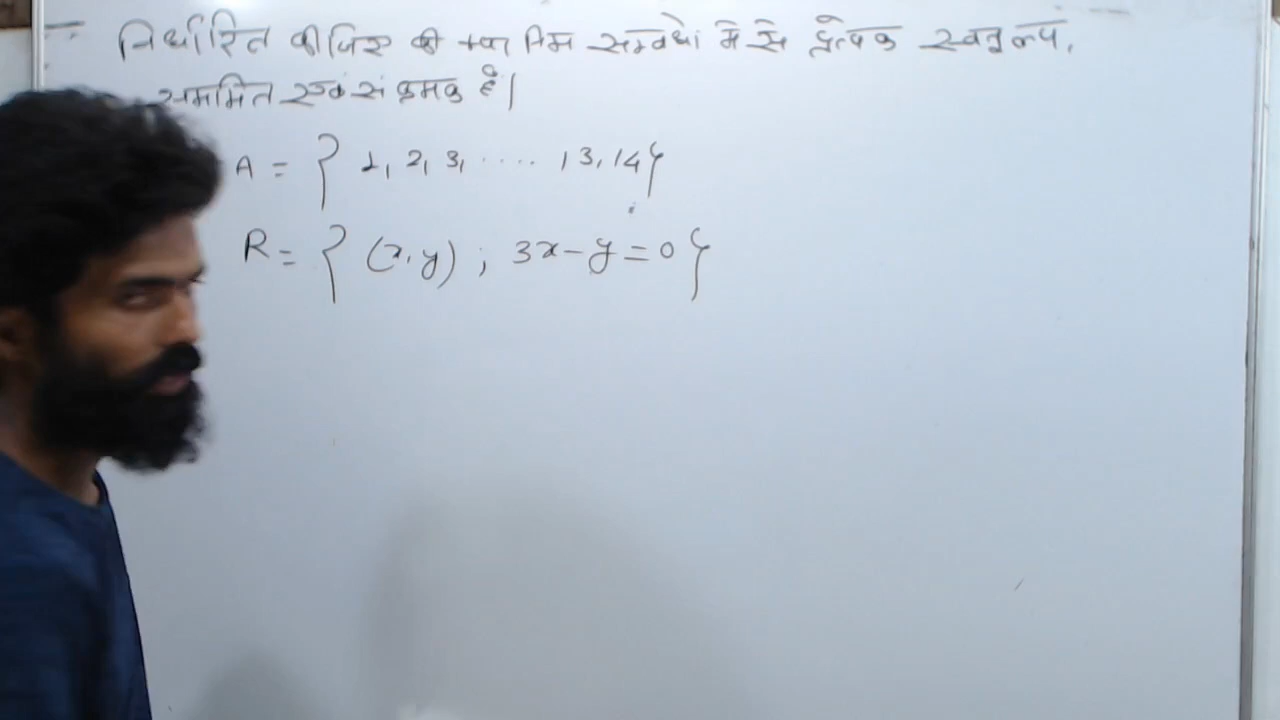 निर्धारित कीजिए की क्या निम्न सम्बधो मे से प्रत्येक स्वतुल्य,
सममित एवं संक्रमक है।
A = { 1, 2, 3, .... 13, 14}
R = { (x, y) ; 3x - y = 0 }